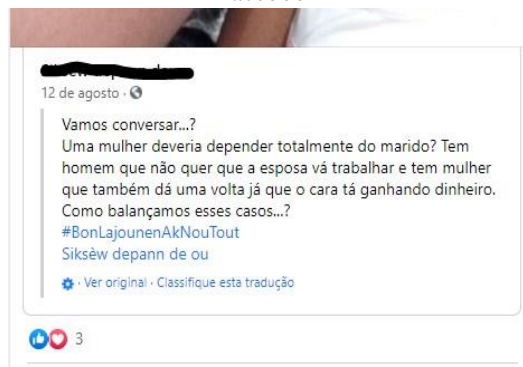 12 de agosto ·
Vamos conversar...?
Uma mulher deveria depender totalmente do marido? Tem
homem que não quer que a esposa vá trabalhar e tem mulher
que também dá uma volta já que o cara tá ganhando dinheiro.
Como balançamos esses casos...?
#BonLajounenAkNouTout
Siksèw depann de ou
· Ver original · Classifique esta tradução
3